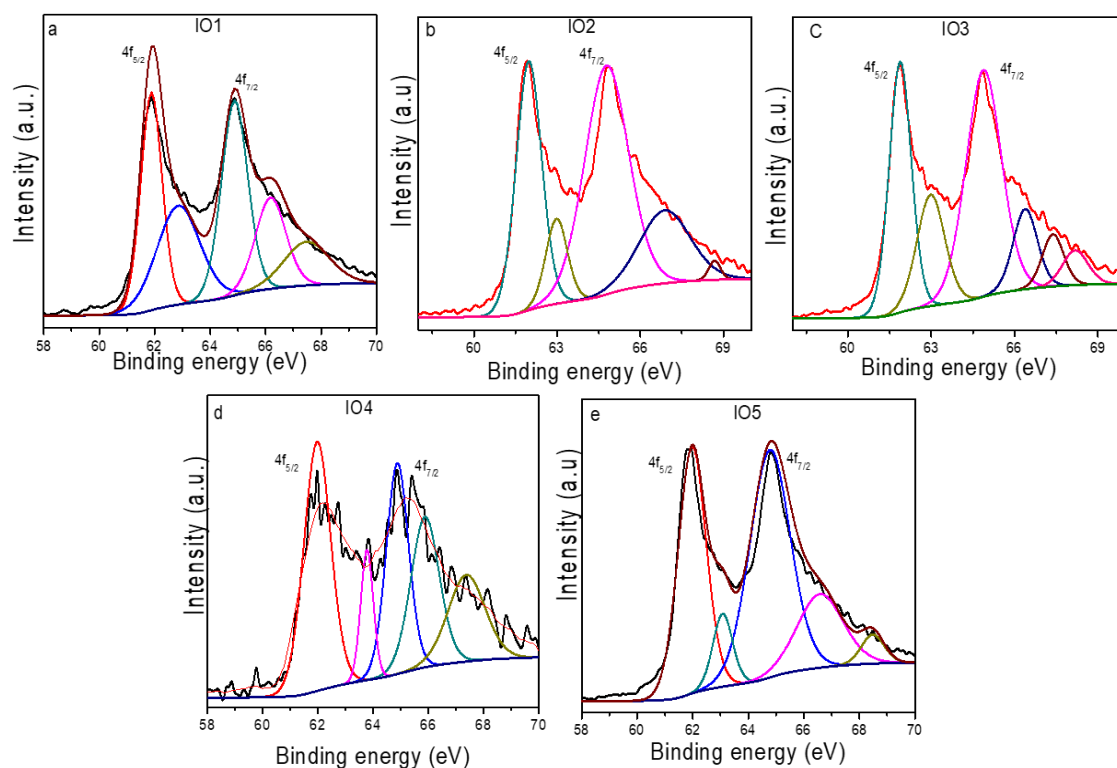 a
IO1
4f5/2
4f7/2
Intensity (a.u.)
58 60 62 64 66 68 70
Binding energy (eV)
b
IO2
4f5/2
4f7/2
Intensity (a.u.)
60 63 66 69
Binding energy (eV)
C
IO3
4f5/2
4f7/2
Intensity (a.u.)
60 63 66 69
Binding energy (eV)
d
IO4
4f5/2
4f7/2
Intensity (a.u.)
58 60 62 64 66 68 70
Binding energy (eV)
e
IO5
4f5/2
4f7/2
Intensity (a.u.)
58 60 62 64 66 68 70
Binding energy (eV)